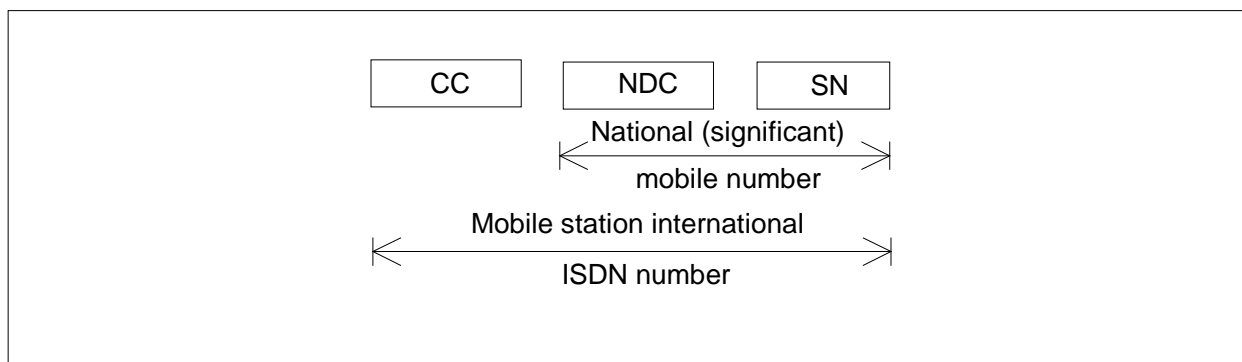 CC NDC SN
National (significant)
mobile number
Mobile station international
ISDN number